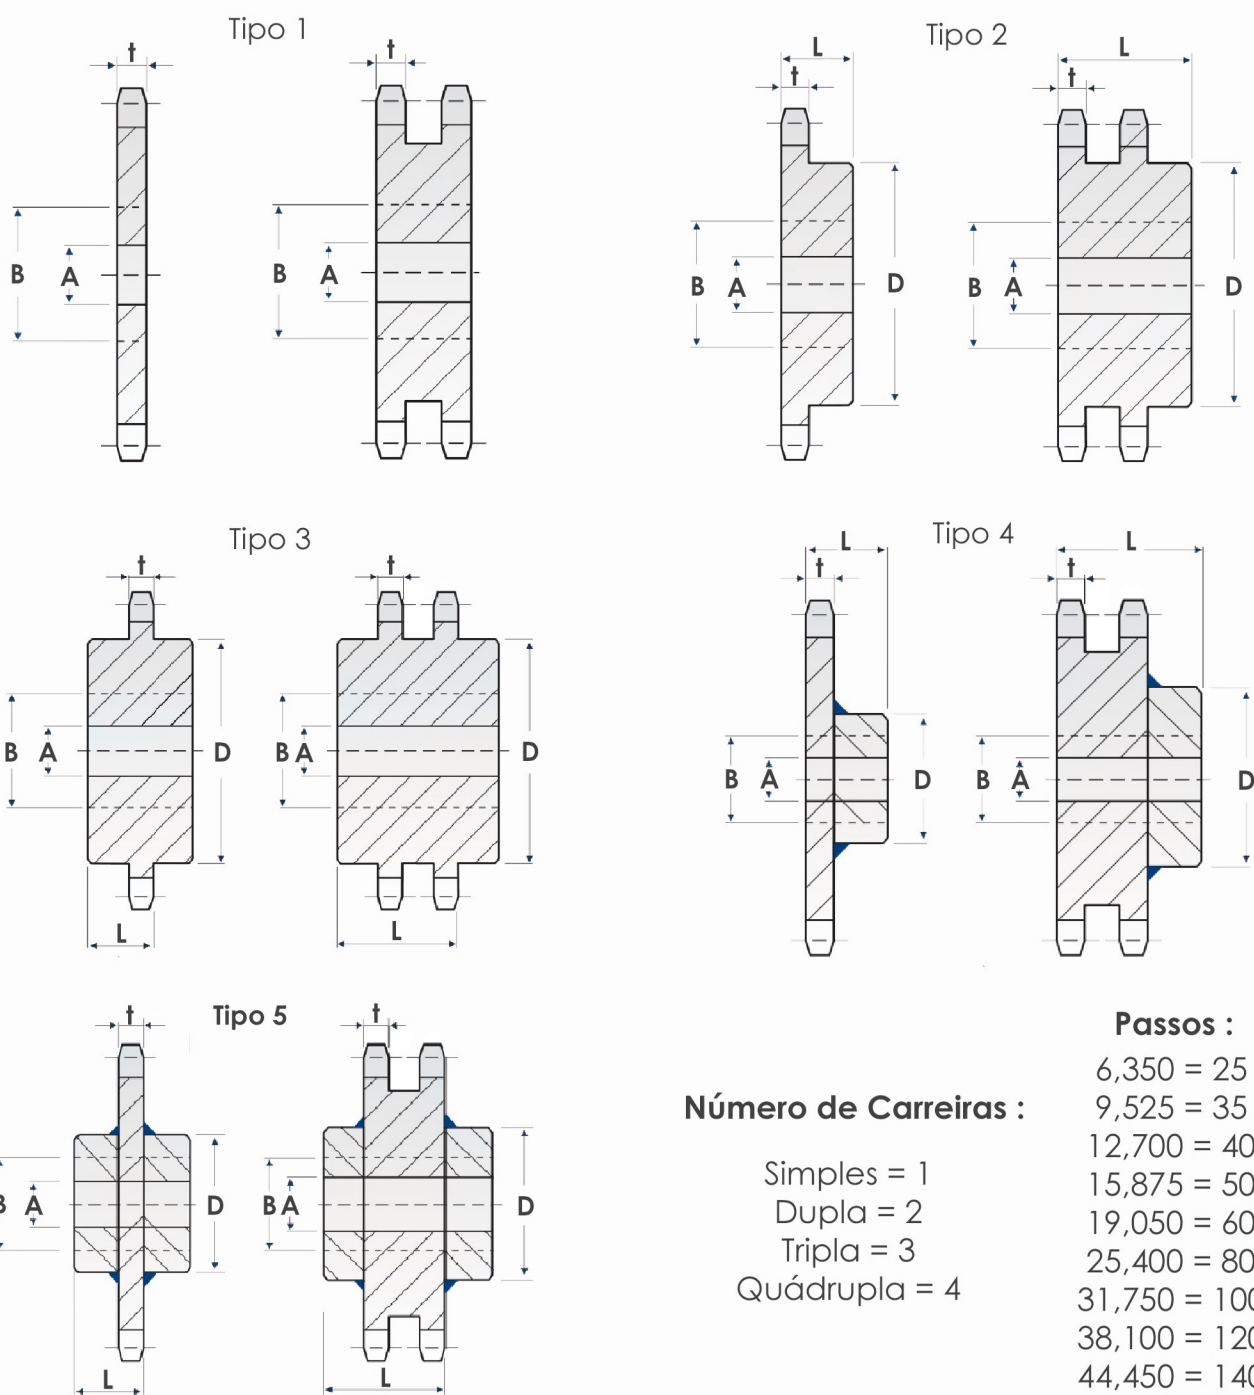 Tipo 1
t
t
B
A
B
A
Tipo 2
L
t
L
t
B
A
D
B
A
D
Tipo 3
t
t
B
A
D
B
A
D
L
L
Tipo 4
L
t
L
t
B
A
D
B
A
D
Tipo 5
t
t
B
A
D
B
A
D
L
L
Número de Carreiras :
Simples = 1
Dupla = 2
Tripla = 3
Quádrupla = 4
Passos :
6,350 = 25
9,525 = 35
12,700 = 40
15,875 = 50
19,050 = 60
25,400 = 80
31,750 = 100
38,100 = 120
44,450 = 140